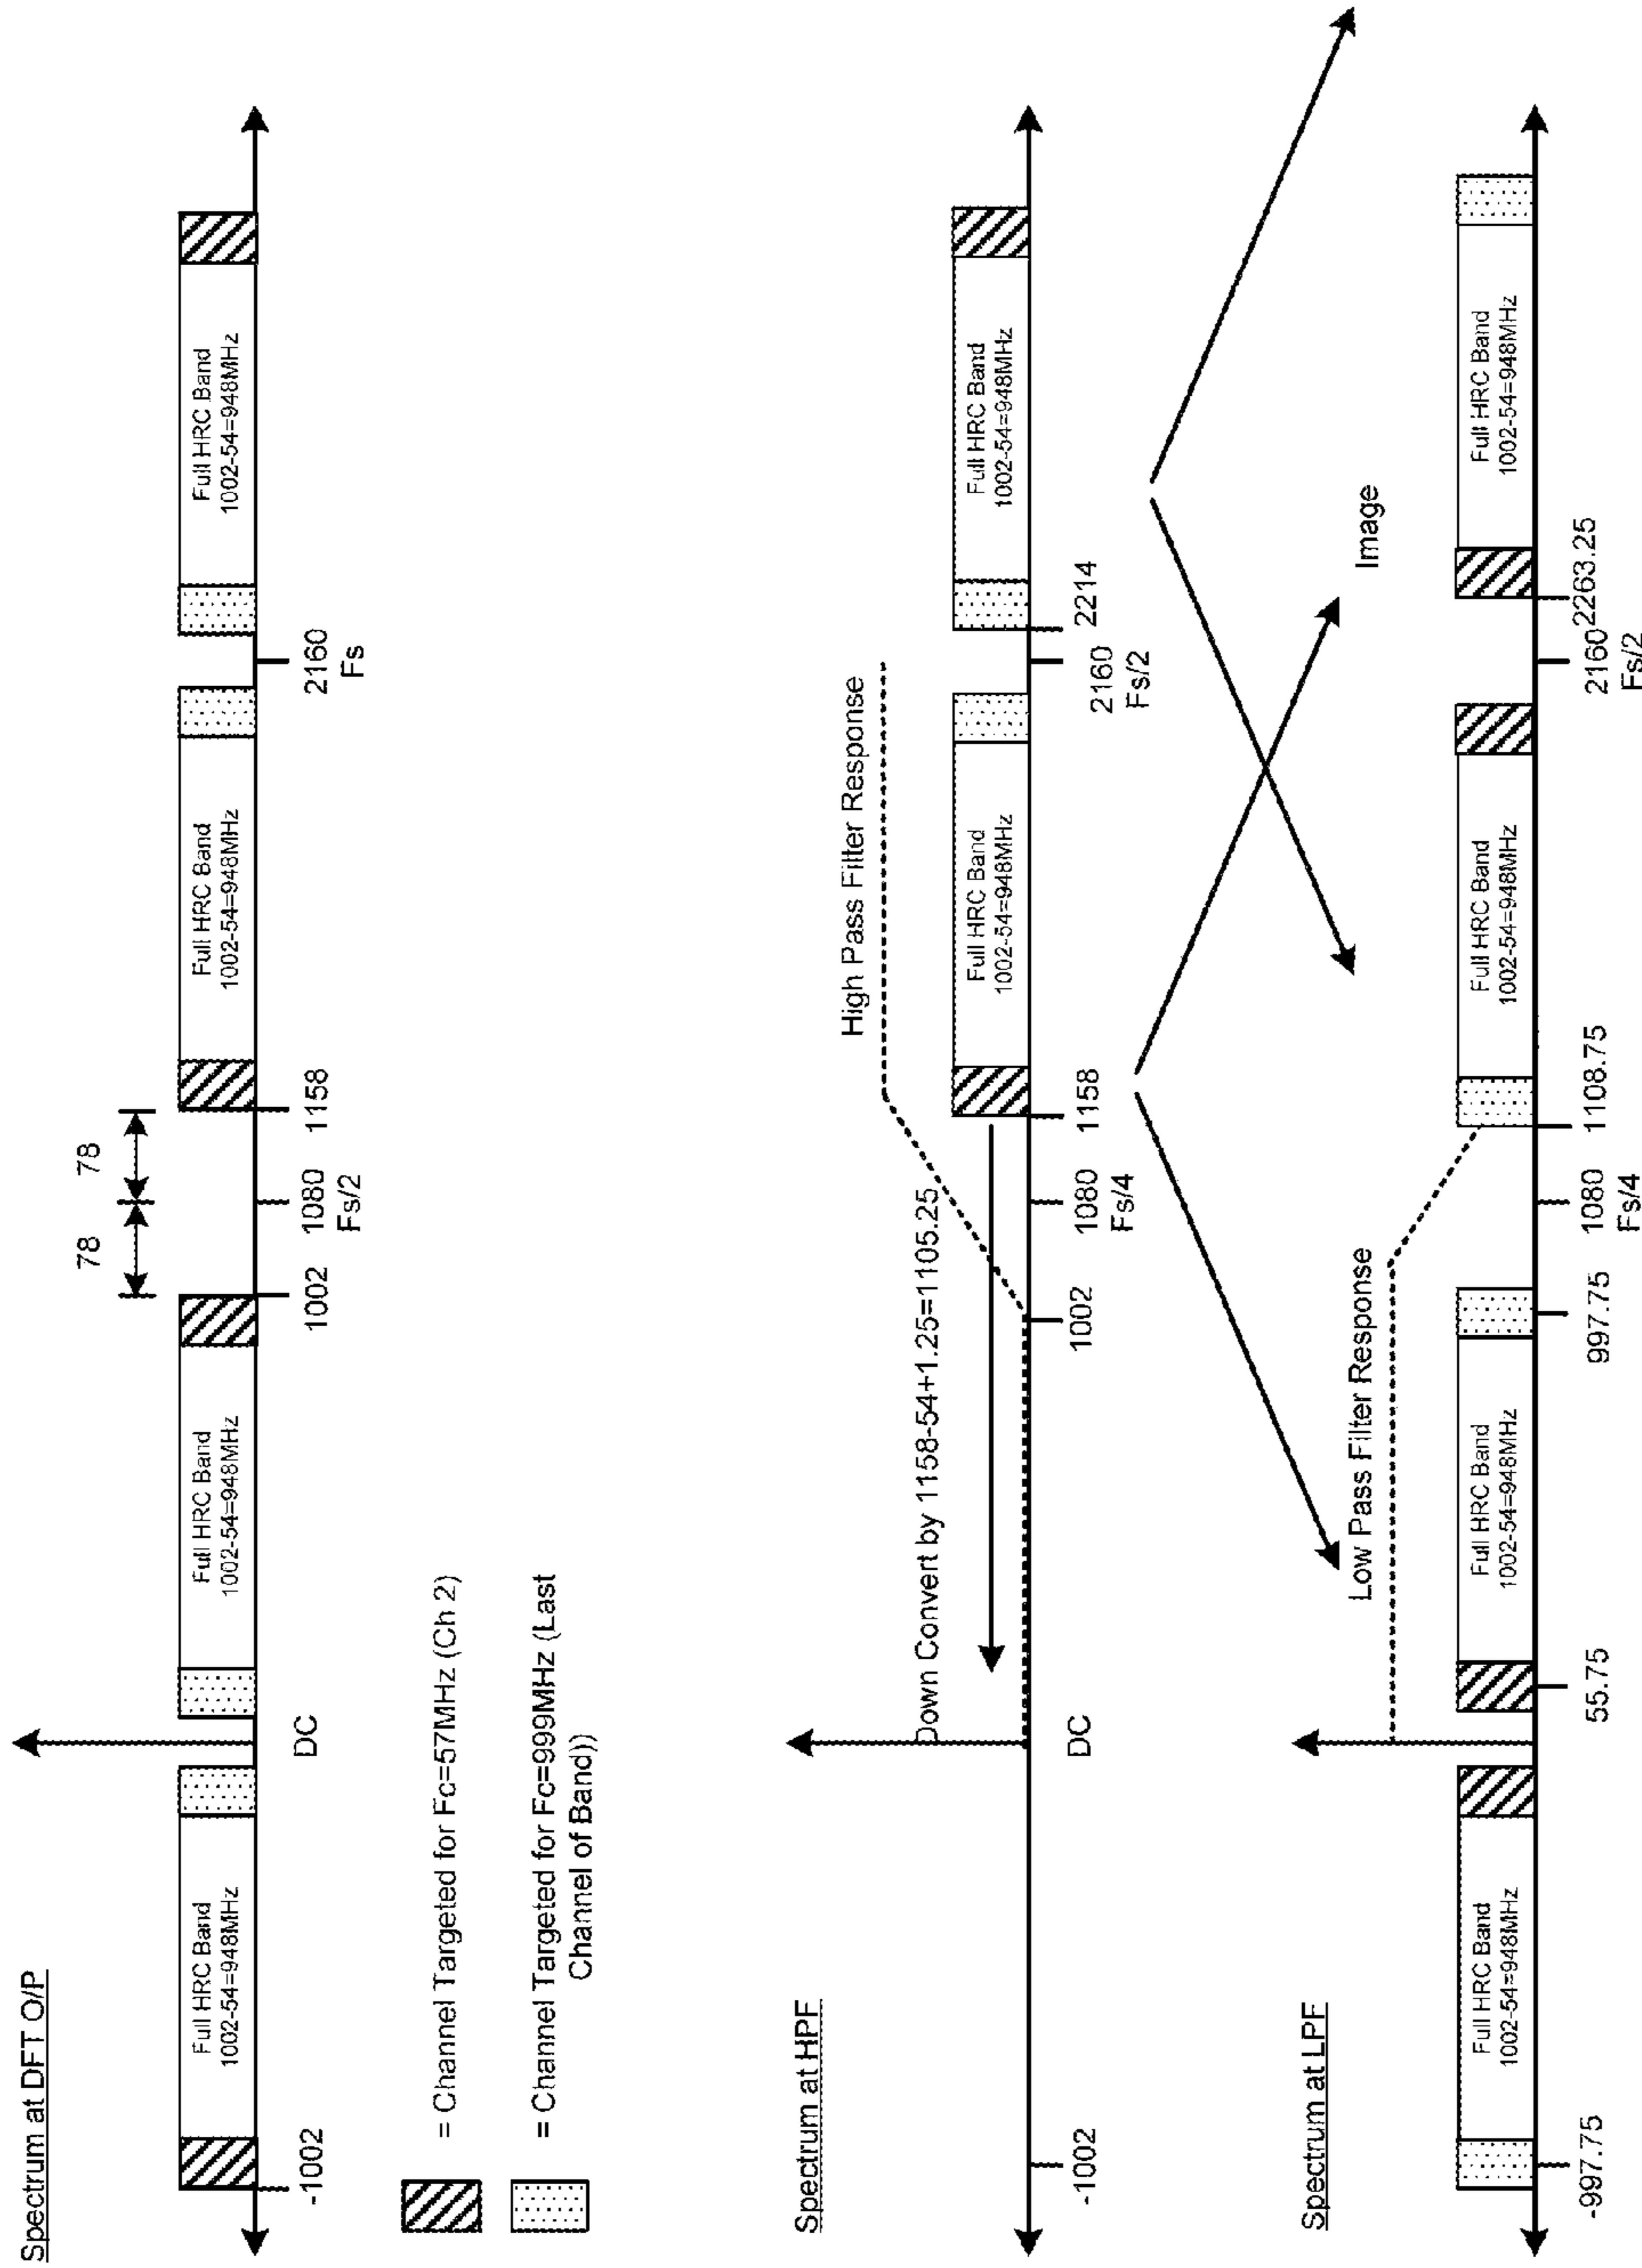 Spectrum at DFT O/P
Full HRC Band
1002-54=948MHz
Full HRC Band
1002-54=948MHz
Full HRC Band
1002-54=948MHz
Full HRC Band
1002-54=948MHz
78
78
-1002
DC
1002
1080
Fs/2
1158
2160
Fs
= Channel Targeted for Fc=57MHz (Ch 2)
= Channel Targeted for Fc=999MHz (Last
Channel of Band))
Spectrum at HPF
High Pass Filter Response
Down Convert by 1158-54+1.25=1105.25
Full HRC Band
1002-54=948MHz
Full HRC Band
1002-54=948MHz
-1002
DC
1002
1080
Fs/4
1158
2160
Fs/2
2214
Image
Spectrum at LPF
Low Pass Filter Response
Full HRC Band
1002-54=948MHz
Full HRC Band
1002-54=948MHz
Full HRC Band
1002-54=948MHz
Full HRC Band
1002-54=948MHz
-997.75
55.75
997.75
1080
Fs/4
1108.75
2160
Fs/2
2263.25